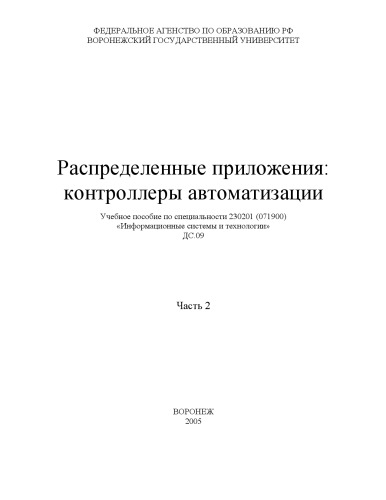 ФЕДЕРАЛЬНОЕ АГЕНСТВО ПО ОБРАЗОВАНИЮ РФ
ВОРОНЕЖСКИЙ ГОСУДАРСТВЕННЫЙ УНИВЕРСИТЕТ
Распределенные приложения:
контроллеры автоматизации
Учебное пособие по специальности 230201 (071900)
«Информационные системы и технологии»
ДС.09
Часть 2
ВОРОНЕЖ
2005